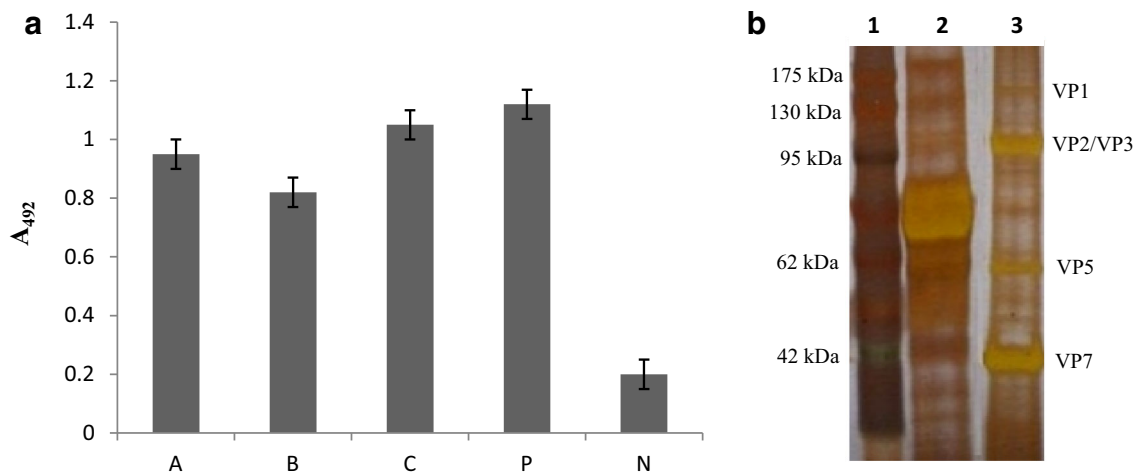 a
1.4
1.2
1
0.8
0.6
0.4
0.2
0
A492
A B C P N
b
1 2 3
175 kDa
130 kDa
95 kDa
62 kDa
42 kDa
VP1
VP2/VP3
VP5
VP7